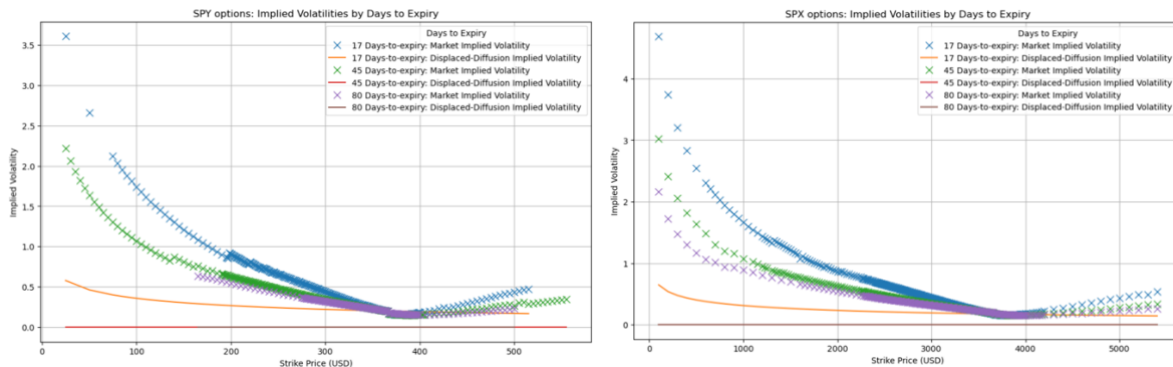 SPY options: Implied Volatilities by Days to Expiry
Days to Expiry
17 Days-to-expiry: Market Implied Volatility
17 Days-to-expiry: Displaced-Diffusion Implied Volatility
45 Days-to-expiry: Market Implied Volatility
45 Days-to-expiry: Displaced-Diffusion Implied Volatility
80 Days-to-expiry: Market Implied Volatility
80 Days-to-expiry: Displaced-Diffusion Implied Volatility
Implied Volatility
3.5
3.0
2.5
2.0
1.5
1.0
0.5
0.0
0
100
200
300
400
500
Strike Price (USD)
SPX options: Implied Volatilities by Days to Expiry
Days to Expiry
17 Days-to-expiry: Market Implied Volatility
17 Days-to-expiry: Displaced-Diffusion Implied Volatility
45 Days-to-expiry: Market Implied Volatility
45 Days-to-expiry: Displaced-Diffusion Implied Volatility
80 Days-to-expiry: Market Implied Volatility
80 Days-to-expiry: Displaced-Diffusion Implied Volatility
Implied Volatility
4
3
2
1
0
0
1000
2000
3000
4000
5000
Strike Price (USD)